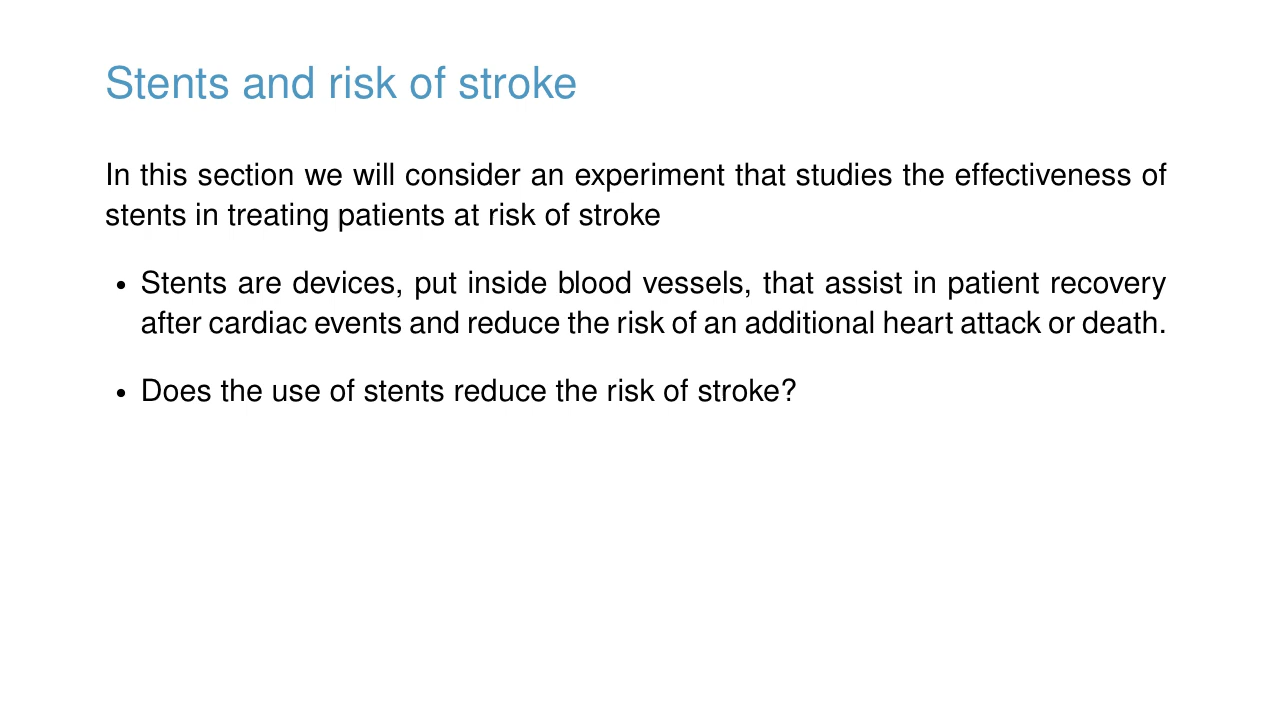 Stents and risk of stroke
In this section we will consider an experiment that studies the effectiveness of
stents in treating patients at risk of stroke
• Stents are devices, put inside blood vessels, that assist in patient recovery
after cardiac events and reduce the risk of an additional heart attack or death.
• Does the use of stents reduce the risk of stroke?